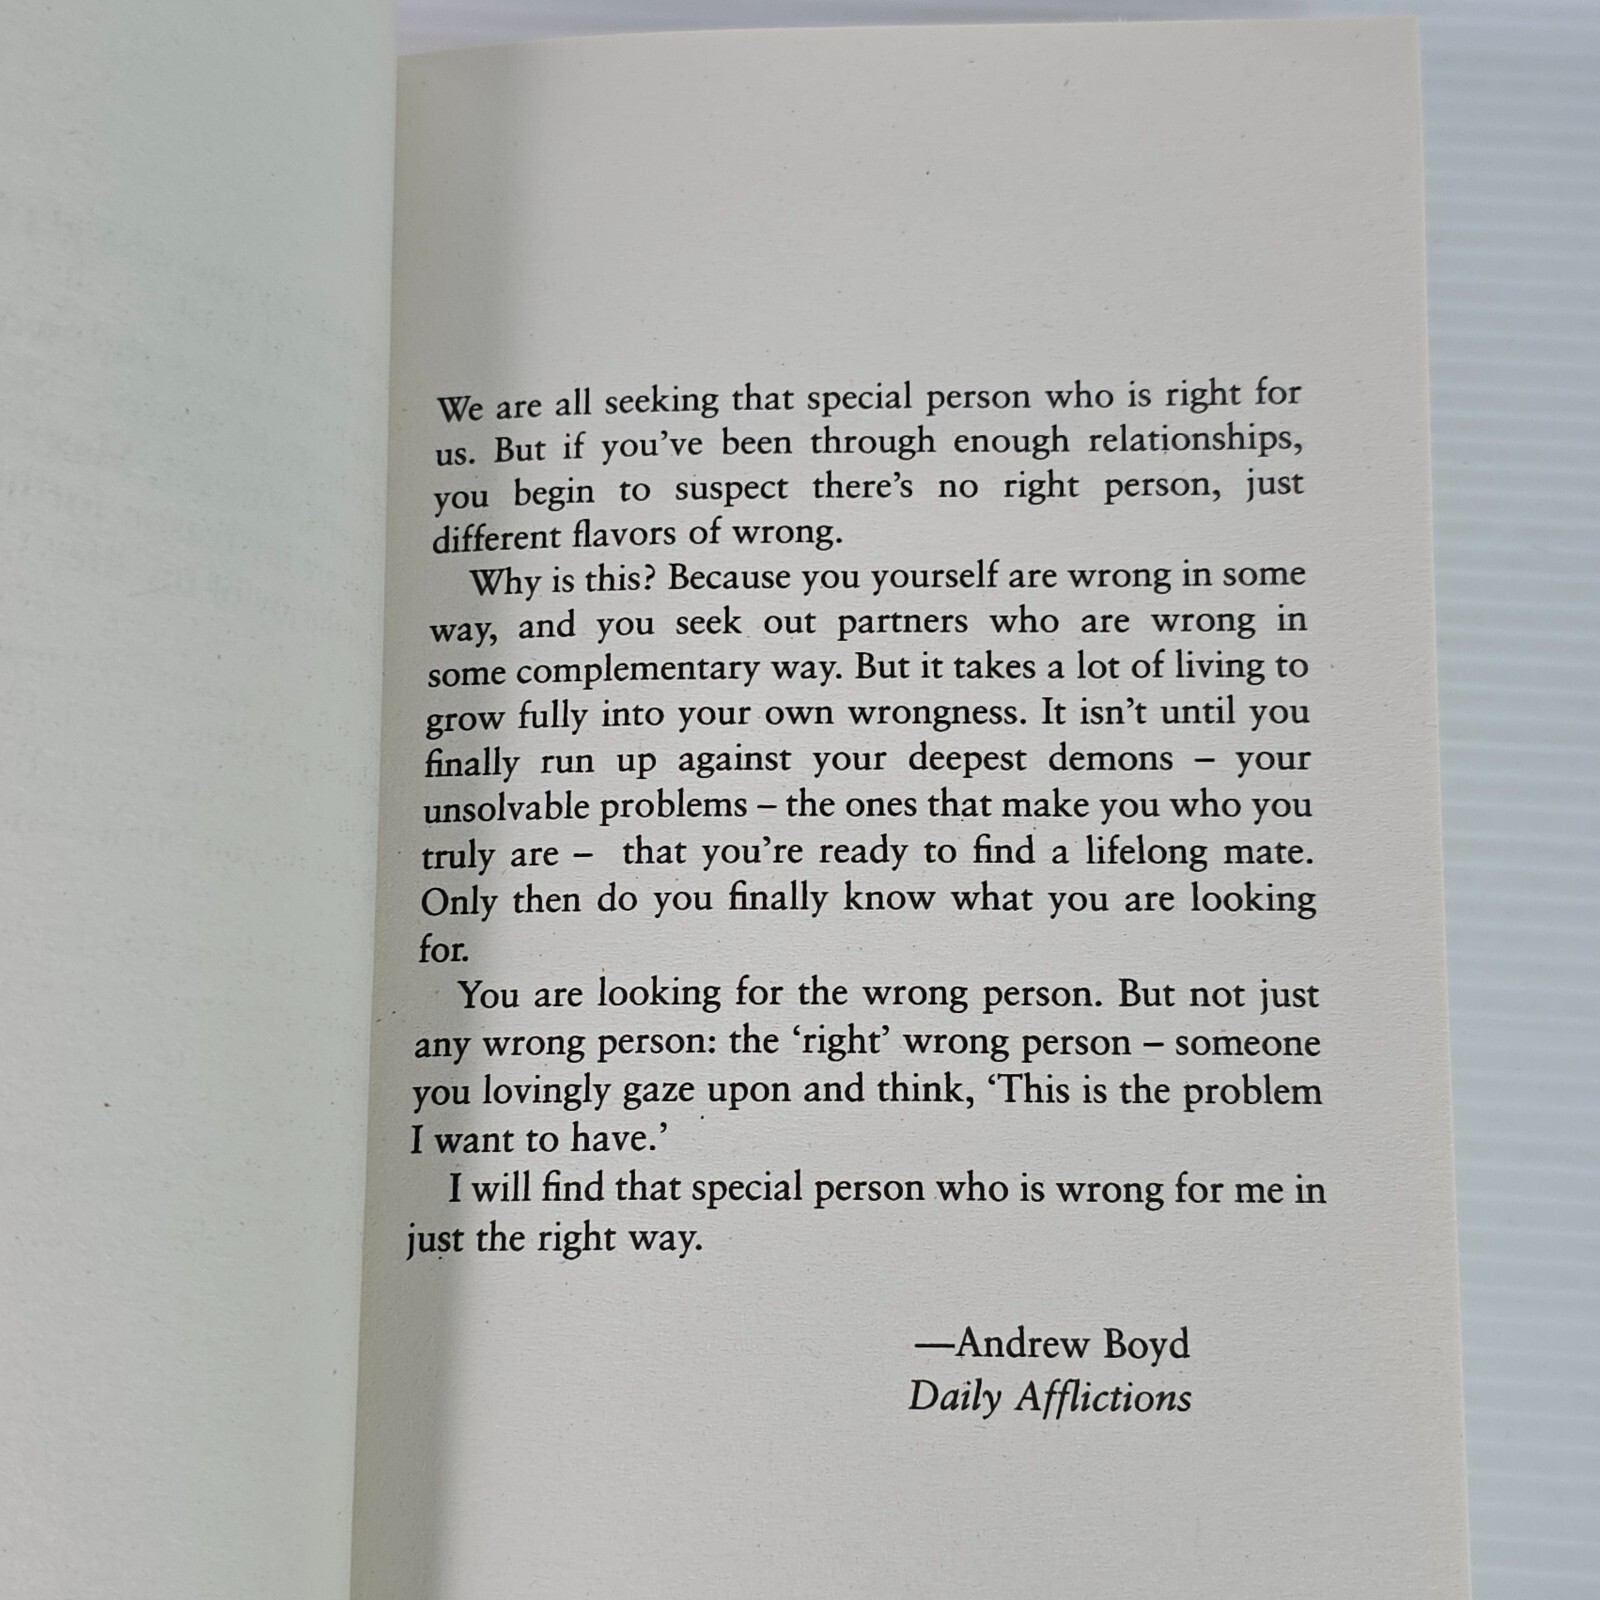 We are all seeking that special person who is right for
us. But if you've been through enough relationships,
you begin to suspect there's no right person, just
different flavors of wrong.
Why is this? Because you yourself are wrong in some
way, and you seek out partners who are wrong in
some complementary way. But it takes a lot of living to
grow fully into your own wrongness. It isn't until you
finally run up against your deepest demons – your
unsolvable problems – the ones that make you who you
truly are – that you're ready to find a lifelong mate.
Only then do you finally know what you are looking
for.
You are looking for the wrong person. But not just
any wrong person: the ‘right’ wrong person – someone
you lovingly gaze upon and think, ‘This is the problem
I want to have.’
I will find that special person who is wrong for me in
just the right way.
—Andrew Boyd
Daily Afflictions